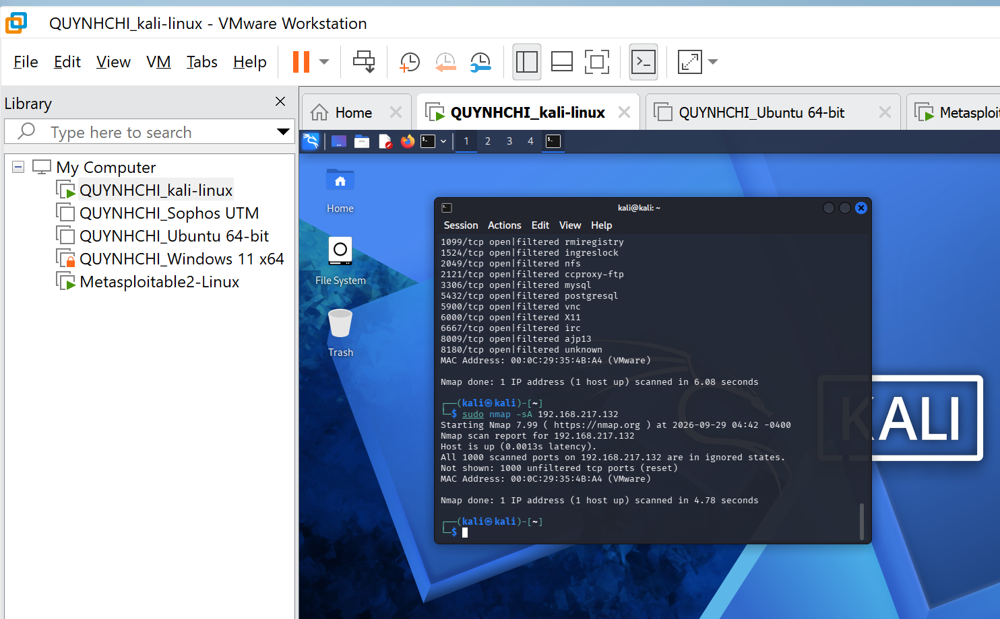 QUYNHCHI_kali-linux - VMware Workstation
File Edit View VM Tabs Help
Library
Type here to search
My Computer
QUYNHCHI_kali-linux
QUYNHCHI_Sophos UTM
QUYNHCHI_Ubuntu 64-bit
QUYNHCHI_Windows 11 x64
Metasploitable2-Linux
Home QUYNHCHI_kali-linux QUYNHCHI_Ubuntu 64-bit Metasploit
1 2 3 4
Home
File System
Trash
kali@kali: ~
Session Actions Edit View Help
1099/tcp open|filtered rmiregistry
1524/tcp open|filtered ingreslock
2049/tcp open|filtered nfs
2121/tcp open|filtered ccproxy-ftp
3306/tcp open|filtered mysql
5432/tcp open|filtered postgresql
5900/tcp open|filtered vnc
6000/tcp open|filtered X11
6667/tcp open|filtered irc
8009/tcp open|filtered ajp13
8180/tcp open|filtered unknown
MAC Address: 00:0C:29:35:4B:A4 (VMware)
Nmap done: 1 IP address (1 host up) scanned in 6.08 seconds
┌──(kali㉿kali)-[~]
└─$ sudo nmap -sA 192.168.217.132
Starting Nmap 7.99 ( https://nmap.org ) at 2026-09-29 04:42 -0400
Nmap scan report for 192.168.217.132
Host is up (0.0013s latency).
All 1000 scanned ports on 192.168.217.132 are in ignored states.
Not shown: 1000 unfiltered tcp ports (reset)
MAC Address: 00:0C:29:35:4B:A4 (VMware)
Nmap done: 1 IP address (1 host up) scanned in 4.78 seconds
┌──(kali㉿kali)-[~]
└─$
KALI